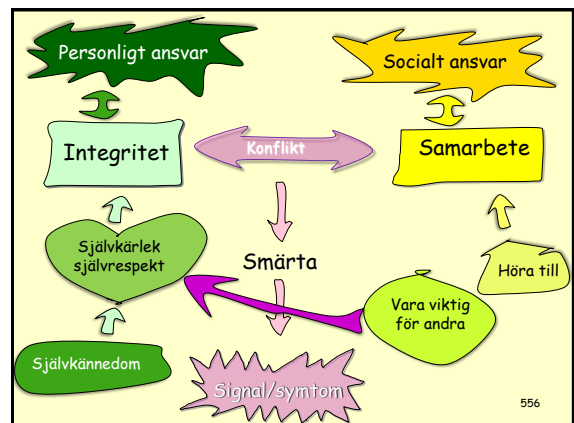 Personligt ansvar
Socialt ansvar
Integritet
Konflikt
Samarbete
Självkärlek
självrespekt
Smärta
Höra till
Vara viktig
för andra
Självkännedom
Signal/symtom
556